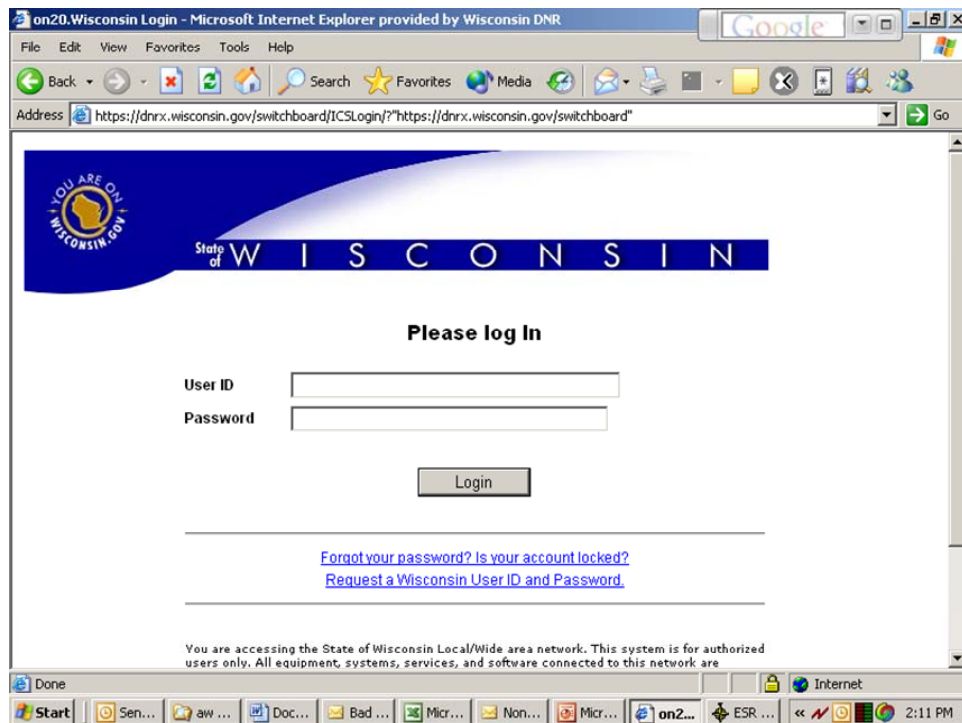 on20.Wisconsin Login - Microsoft Internet Explorer provided by Wisconsin DNR
Google
File Edit View Favorites Tools Help
Back Search Favorites Media
Address https://dnrx.wisconsin.gov/switchboard/ICSLogin/?"https://dnrx.wisconsin.gov/switchboard" Go
YOU ARE ON
WISCONSIN.GOV
State of WISCONSIN
Please log In
User ID
Password
Login
Forgot your password? Is your account locked?
Request a Wisconsin User ID and Password.
You are accessing the State of Wisconsin Local/Wide area network. This system is for authorized
users only. All equipment, systems, services, and software connected to this network are
Done Internet
Start Sen... aw ... Doc... Bad ... Micr... Non... Micr... on2... ESR ... « 2:11 PM